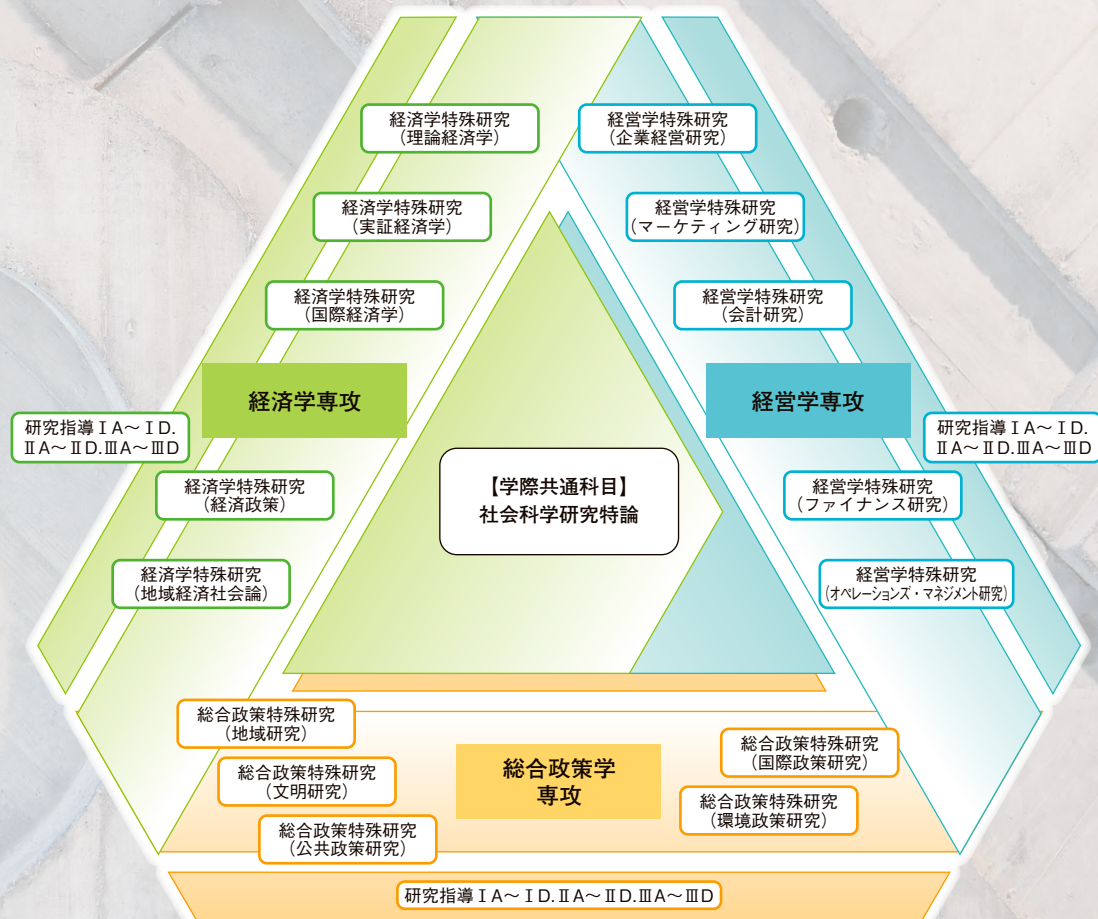 経済学特殊研究
（理論経済学）
経営学特殊研究
（企業経営研究）
経済学特殊研究
（実証経済学）
経営学特殊研究
（マーケティング研究）
経済学特殊研究
（国際経済学）
経営学特殊研究
（会計研究）
経済学専攻
経営学専攻
研究指導ⅠA～ⅠD.
ⅡA～ⅡD.ⅢA～ⅢD
研究指導ⅠA～ⅠD.
ⅡA～ⅡD.ⅢA～ⅢD
【学際共通科目】
社会科学研究特論
経済学特殊研究
（経済政策）
経営学特殊研究
（ファイナンス研究）
経済学特殊研究
（地域経済社会論）
経営学特殊研究
（オペレーションズ・マネジメント研究）
総合政策特殊研究
（地域研究）
総合政策特殊研究
（文明研究）
総合政策特殊研究
（公共政策研究）
総合政策学
専攻
総合政策特殊研究
（国際政策研究）
総合政策特殊研究
（環境政策研究）
研究指導ⅠA～ⅠD.ⅡA～ⅡD.ⅢA～ⅢD